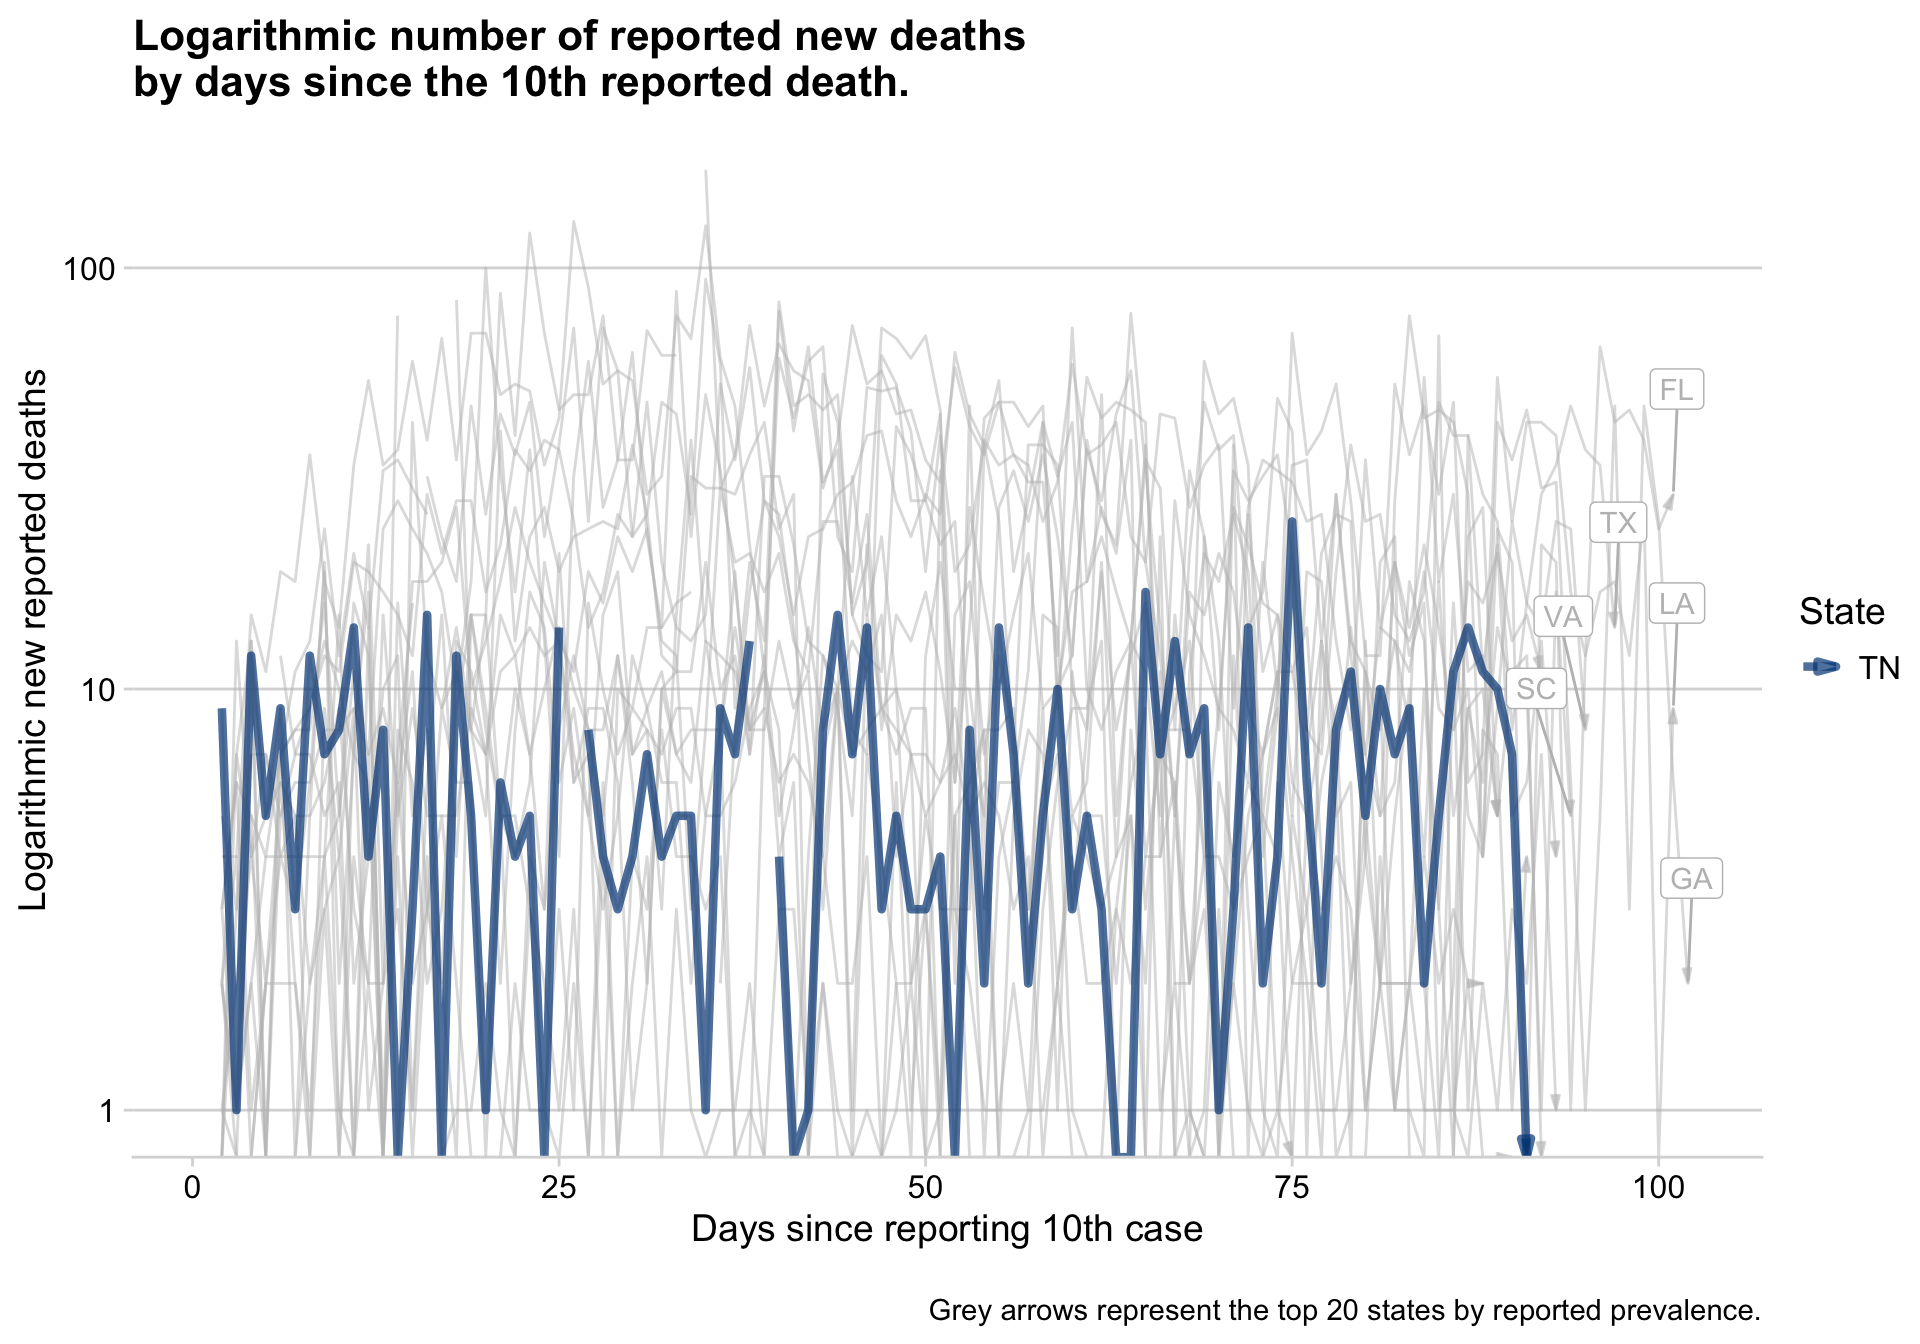 Logarithmic number of reported new deaths
by days since the 10th reported death.
Logarithmic new reported deaths
100
10
1
FL
TX
VA
LA
SC
GA
State
TN
0 25 50 75 100
Days since reporting 10th case
Grey arrows represent the top 20 states by reported prevalence.